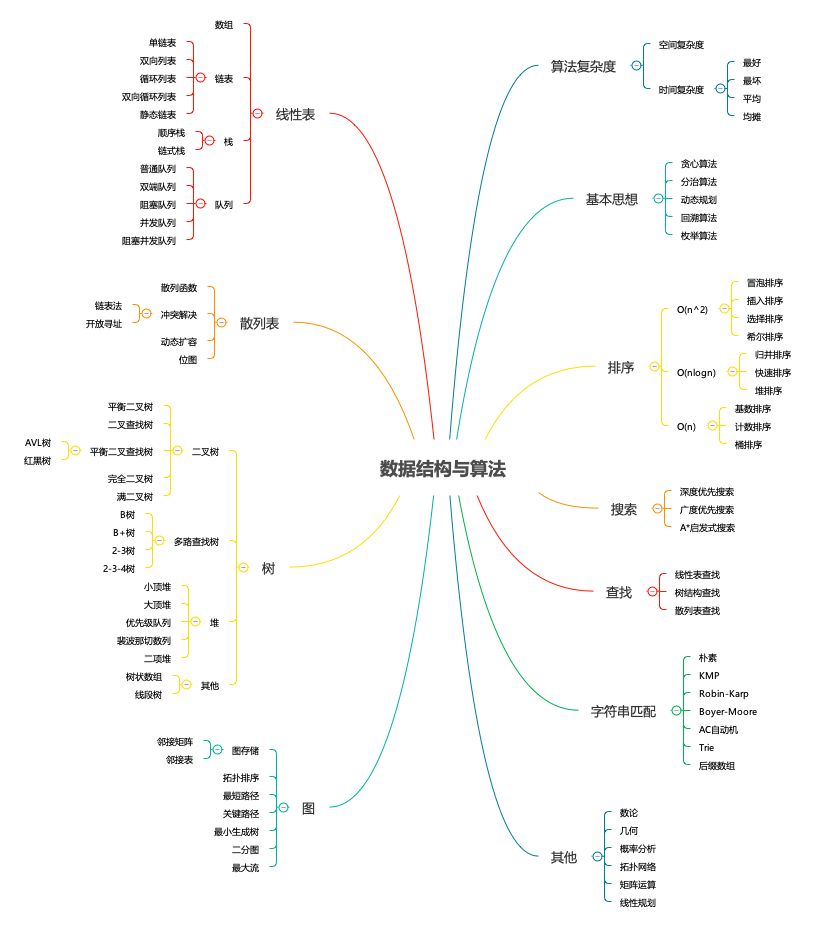 数据结构与算法
线性表
数组
链表
单链表
双向列表
循环列表
双向循环列表
静态链表
栈
顺序栈
链式栈
队列
普通队列
双端队列
阻塞队列
并发队列
阻塞并发队列
散列表
散列函数
冲突解决
链表法
开放寻址
动态扩容
位图
树
二叉树
平衡二叉树
二叉查找树
平衡二叉查找树
AVL树
红黑树
完全二叉树
满二叉树
多路查找树
B树
B+树
2-3树
2-3-4树
堆
小顶堆
大顶堆
优先级队列
裴波那切数列
二项堆
其他
树状数组
线段树
图
图存储
邻接矩阵
邻接表
拓扑排序
最短路径
关键路径
最小生成树
二分图
最大流
算法复杂度
空间复杂度
时间复杂度
最好
最坏
平均
均摊
基本思想
贪心算法
分治算法
动态规划
回溯算法
枚举算法
排序
O(n^2)
冒泡排序
插入排序
选择排序
希尔排序
O(nlogn)
归并排序
快速排序
堆排序
O(n)
基数排序
计数排序
桶排序
搜索
深度优先搜索
广度优先搜索
A*启发式搜索
查找
线性表查找
树结构查找
散列表查找
字符串匹配
朴素
KMP
Robin-Karp
Boyer-Moore
AC自动机
Trie
后缀数组
其他
数论
几何
概率分析
拓扑网络
矩阵运算
线性规划